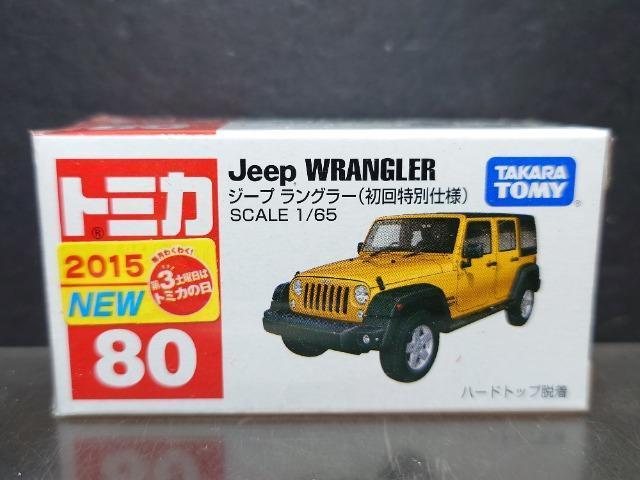 トミカ
®
2015
NEW
毎月わくわく!
第3土曜日は
トミカの日
80
Jeep WRANGLER
ジープ ラングラー(初回特別仕様)
SCALE 1/65
TAKARA
TOMY
®
ハードトップ脱着